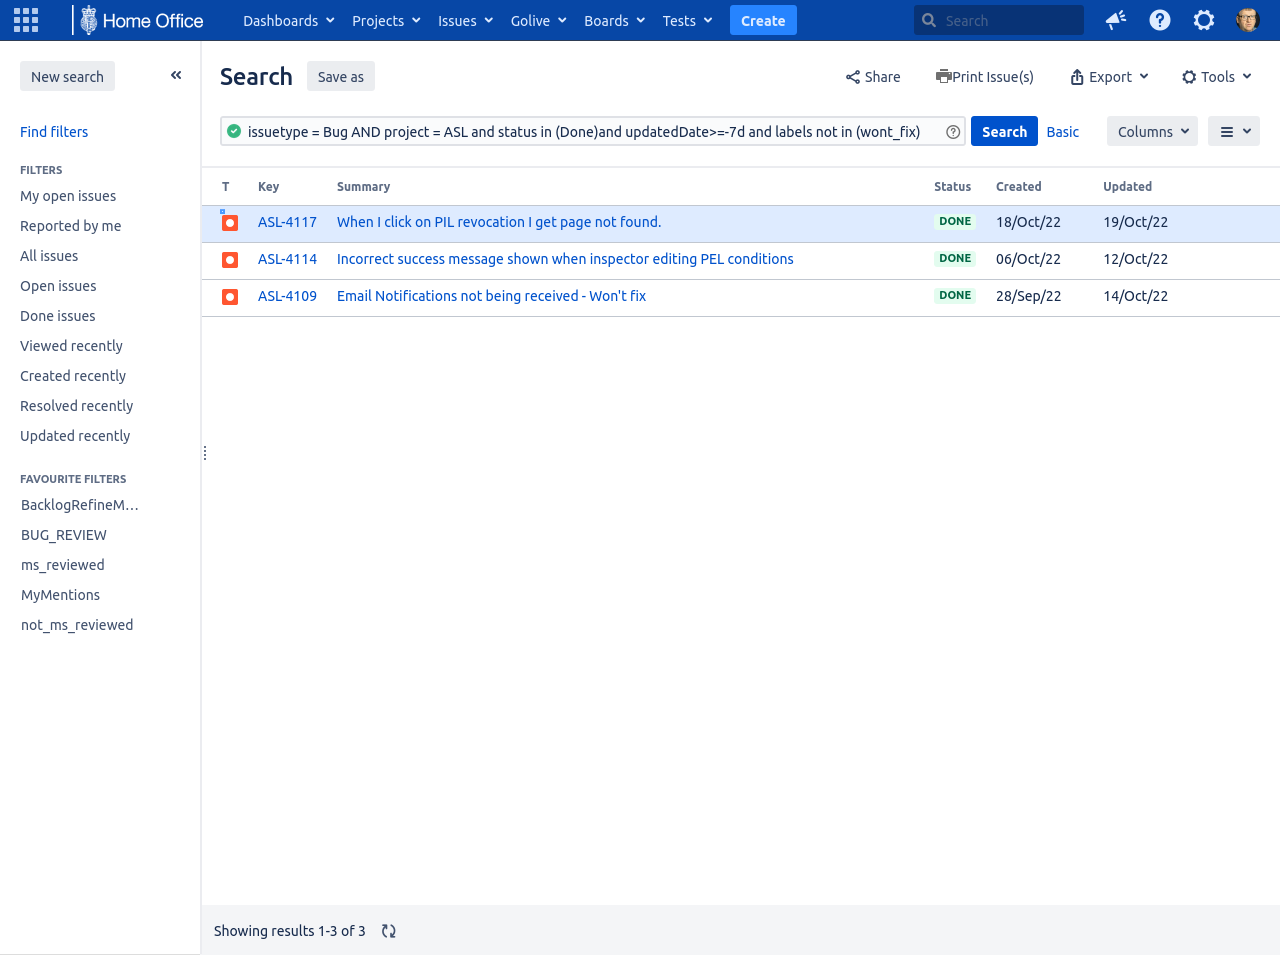 Home Office Dashboards Projects Issues Golive Boards Tests Create Search
New search
Find filters
FILTERS
My open issues
Reported by me
All issues
Open issues
Done issues
Viewed recently
Created recently
Resolved recently
Updated recently
FAVOURITE FILTERS
BacklogRefineM...
BUG_REVIEW
ms_reviewed
MyMentions
not_ms_reviewed
Search Save as Share Print Issue(s) Export Tools
issuetype = Bug AND project = ASL and status in (Done)and updatedDate>=-7d and labels not in (wont_fix) Search Basic Columns
T Key Summary Status Created Updated
ASL-4117 When I click on PIL revocation I get page not found. DONE 18/Oct/22 19/Oct/22
ASL-4114 Incorrect success message shown when inspector editing PEL conditions DONE 06/Oct/22 12/Oct/22
ASL-4109 Email Notifications not being received - Won't fix DONE 28/Sep/22 14/Oct/22
Showing results 1-3 of 3